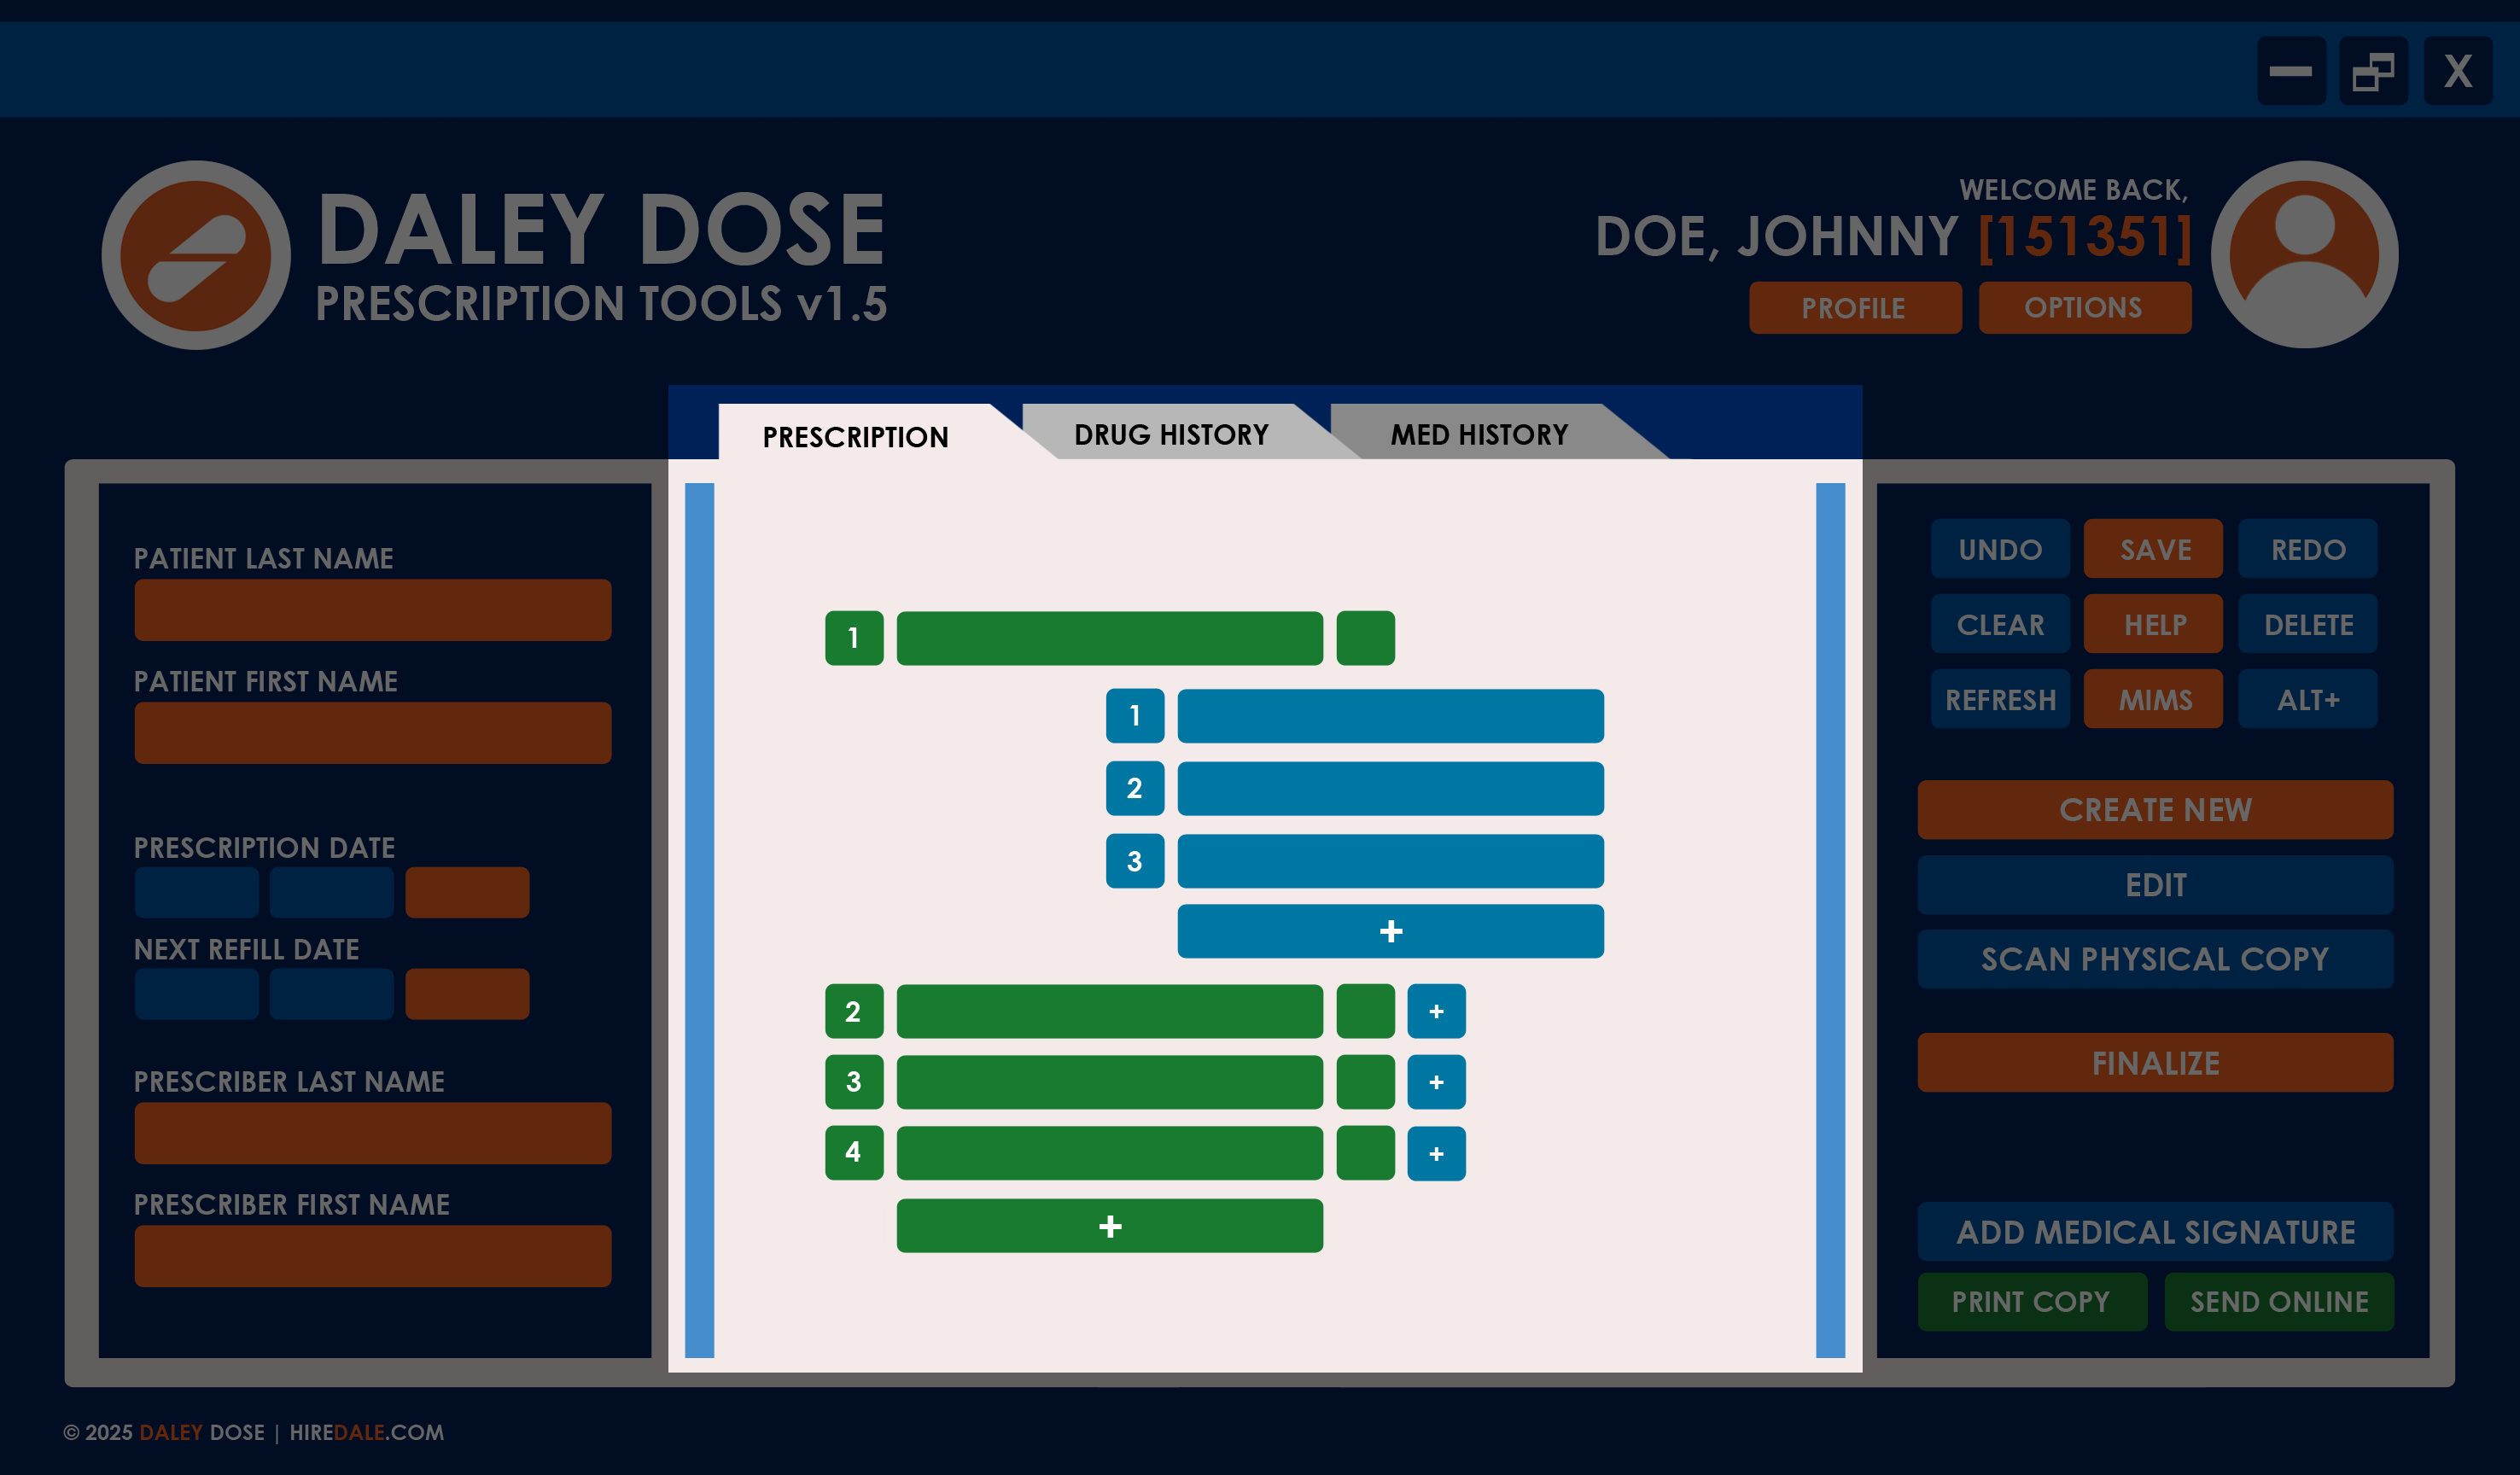 X
DALEY DOSE
PRESCRIPTION TOOLS v1.5
WELCOME BACK,
DOE, JOHNNY [151351]
PROFILE
OPTIONS
PRESCRIPTION
DRUG HISTORY
MED HISTORY
PATIENT LAST NAME
PATIENT FIRST NAME
PRESCRIPTION DATE
NEXT REFILL DATE
PRESCRIBER LAST NAME
PRESCRIBER FIRST NAME
1
1
2
3
+
2 +
3 +
4 +
+
UNDO SAVE REDO
CLEAR HELP DELETE
REFRESH MIMS ALT+
CREATE NEW
EDIT
SCAN PHYSICAL COPY
FINALIZE
ADD MEDICAL SIGNATURE
PRINT COPY SEND ONLINE
© 2025 DALEY DOSE | HIREDALE.COM